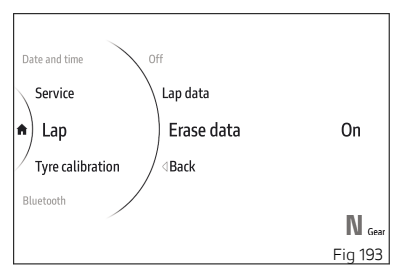 Date and time
Off
Service
Lap data
Lap
Erase data
On
Tyre calibration
Back
Bluetooth
N Gear
Fig 193